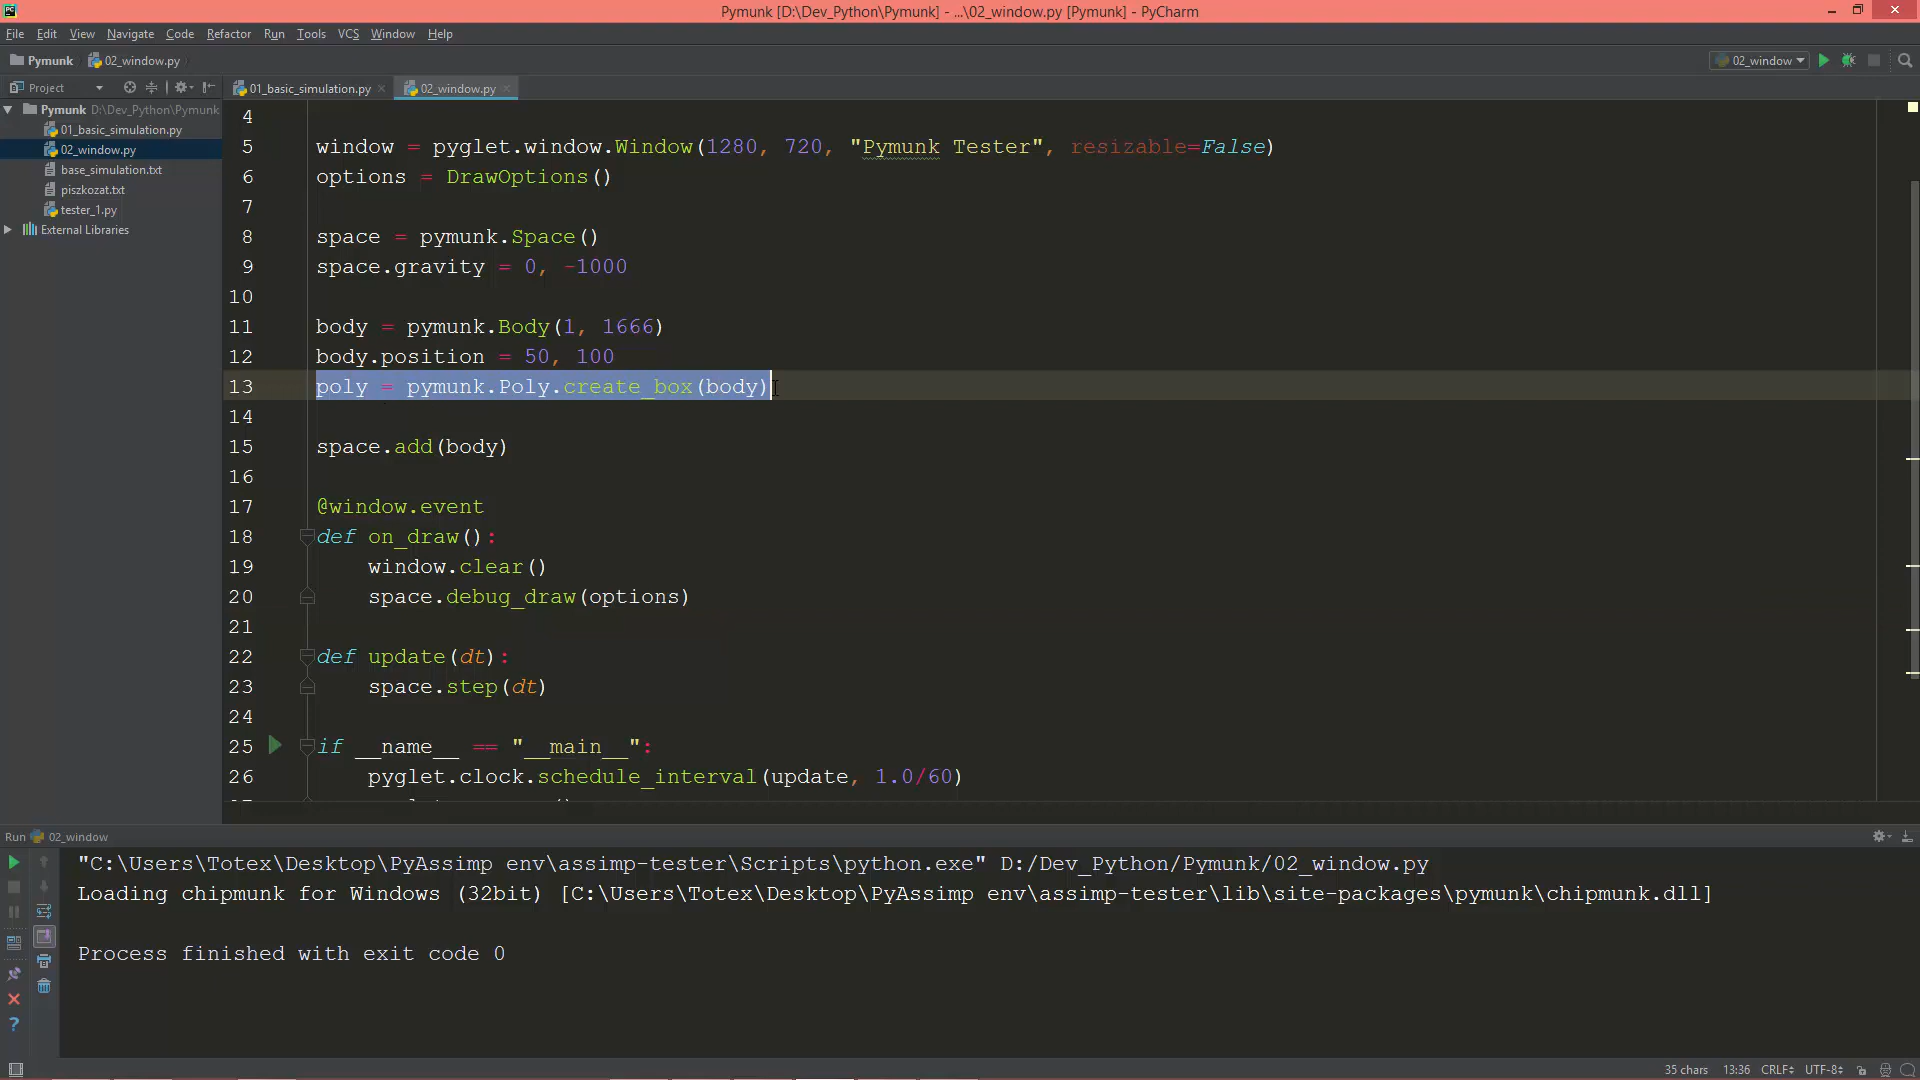 Pymunk [D:\Dev_Python\Pymunk] - ...\02_window.py [Pymunk] - PyCharm
File Edit View Navigate Code Refactor Run Tools VCS Window Help
Pymunk 02_window.py 02_window
Project 01_basic_simulation.py 02_window.py
Pymunk D:\Dev_Python\Pymunk
01_basic_simulation.py
02_window.py
base_simulation.txt
piszkozat.txt
tester_1.py
External Libraries
4
5 window = pyglet.window.Window(1280, 720, "Pymunk Tester", resizable=False)
6 options = DrawOptions()
7
8 space = pymunk.Space()
9 space.gravity = 0, -1000
10
11 body = pymunk.Body(1, 1666)
12 body.position = 50, 100
13 poly = pymunk.Poly.create_box(body)
14
15 space.add(body)
16
17 @window.event
18 def on_draw():
19 window.clear()
20 space.debug_draw(options)
21
22 def update(dt):
23 space.step(dt)
24
25 if __name__ == "__main__":
26 pyglet.clock.schedule_interval(update, 1.0/60)
Run 02_window
"C:\Users\Totex\Desktop\PyAssimp env\assimp-tester\Scripts\python.exe" D:/Dev_Python/Pymunk/02_window.py
Loading chipmunk for Windows (32bit) [C:\Users\Totex\Desktop\PyAssimp env\assimp-tester\lib\site-packages\pymunk\chipmunk.dll]
Process finished with exit code 0
35 chars 13:36 CRLF UTF-8